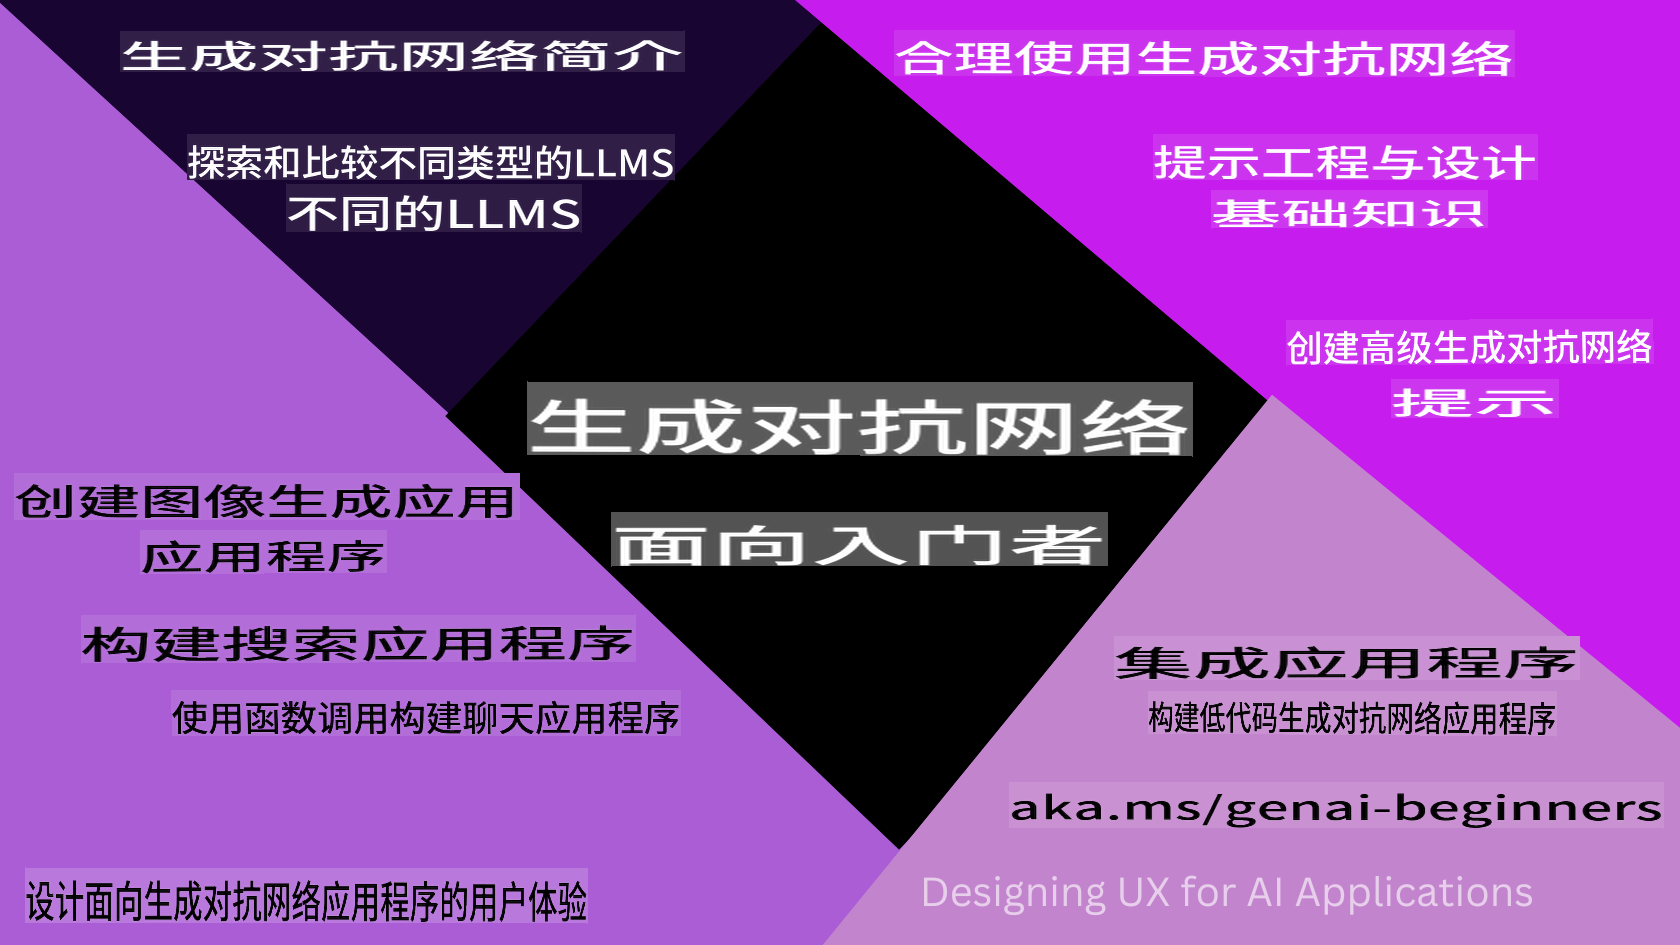 生成对抗网络简介
探索和比较不同类型的LLMS
不同的LLMS
合理使用生成对抗网络
提示工程与设计
基础知识
创建高级生成对抗网络
提示
生成对抗网络
面向入门者
创建图像生成应用
应用程序
构建搜索应用程序
使用函数调用构建聊天应用程序
设计面向生成对抗网络应用程序的用户体验
集成应用程序
构建低代码生成对抗网络应用程序
aka.ms/genai-beginners
Designing UX for AI Applications